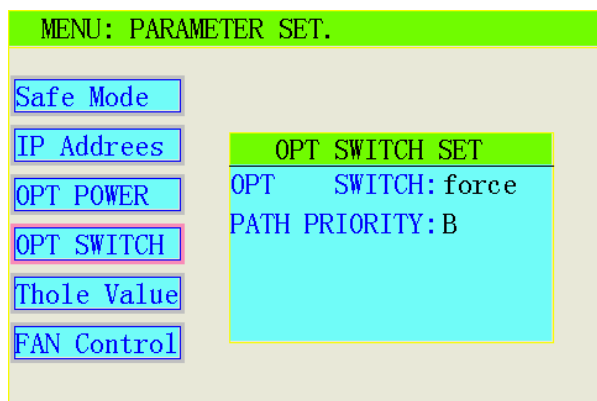 MENU: PARAMETER SET.
Safe Mode
IP Addrees
OPT POWER
OPT SWITCH
Thole Value
FAN Control
OPT SWITCH SET
OPT SWITCH: force
PATH PRIORITY: B